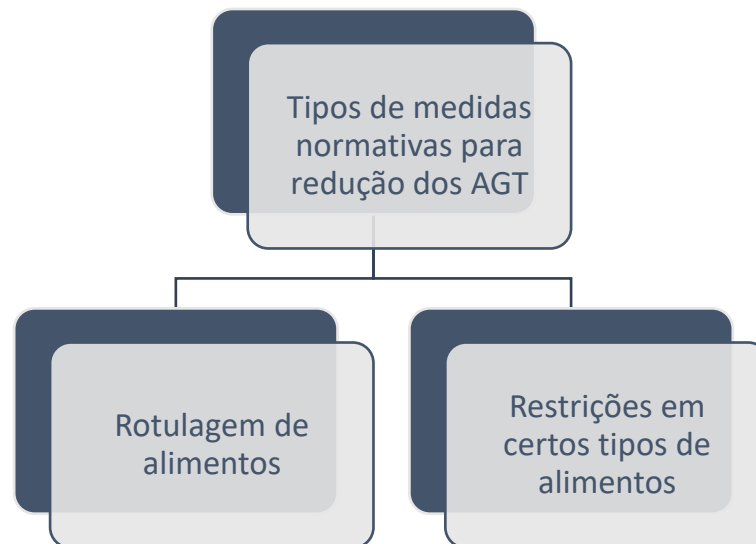 Tipos de medidas
normativas para
redução dos AGT
Rotulagem de
alimentos
Restrições em
certos tipos de
alimentos